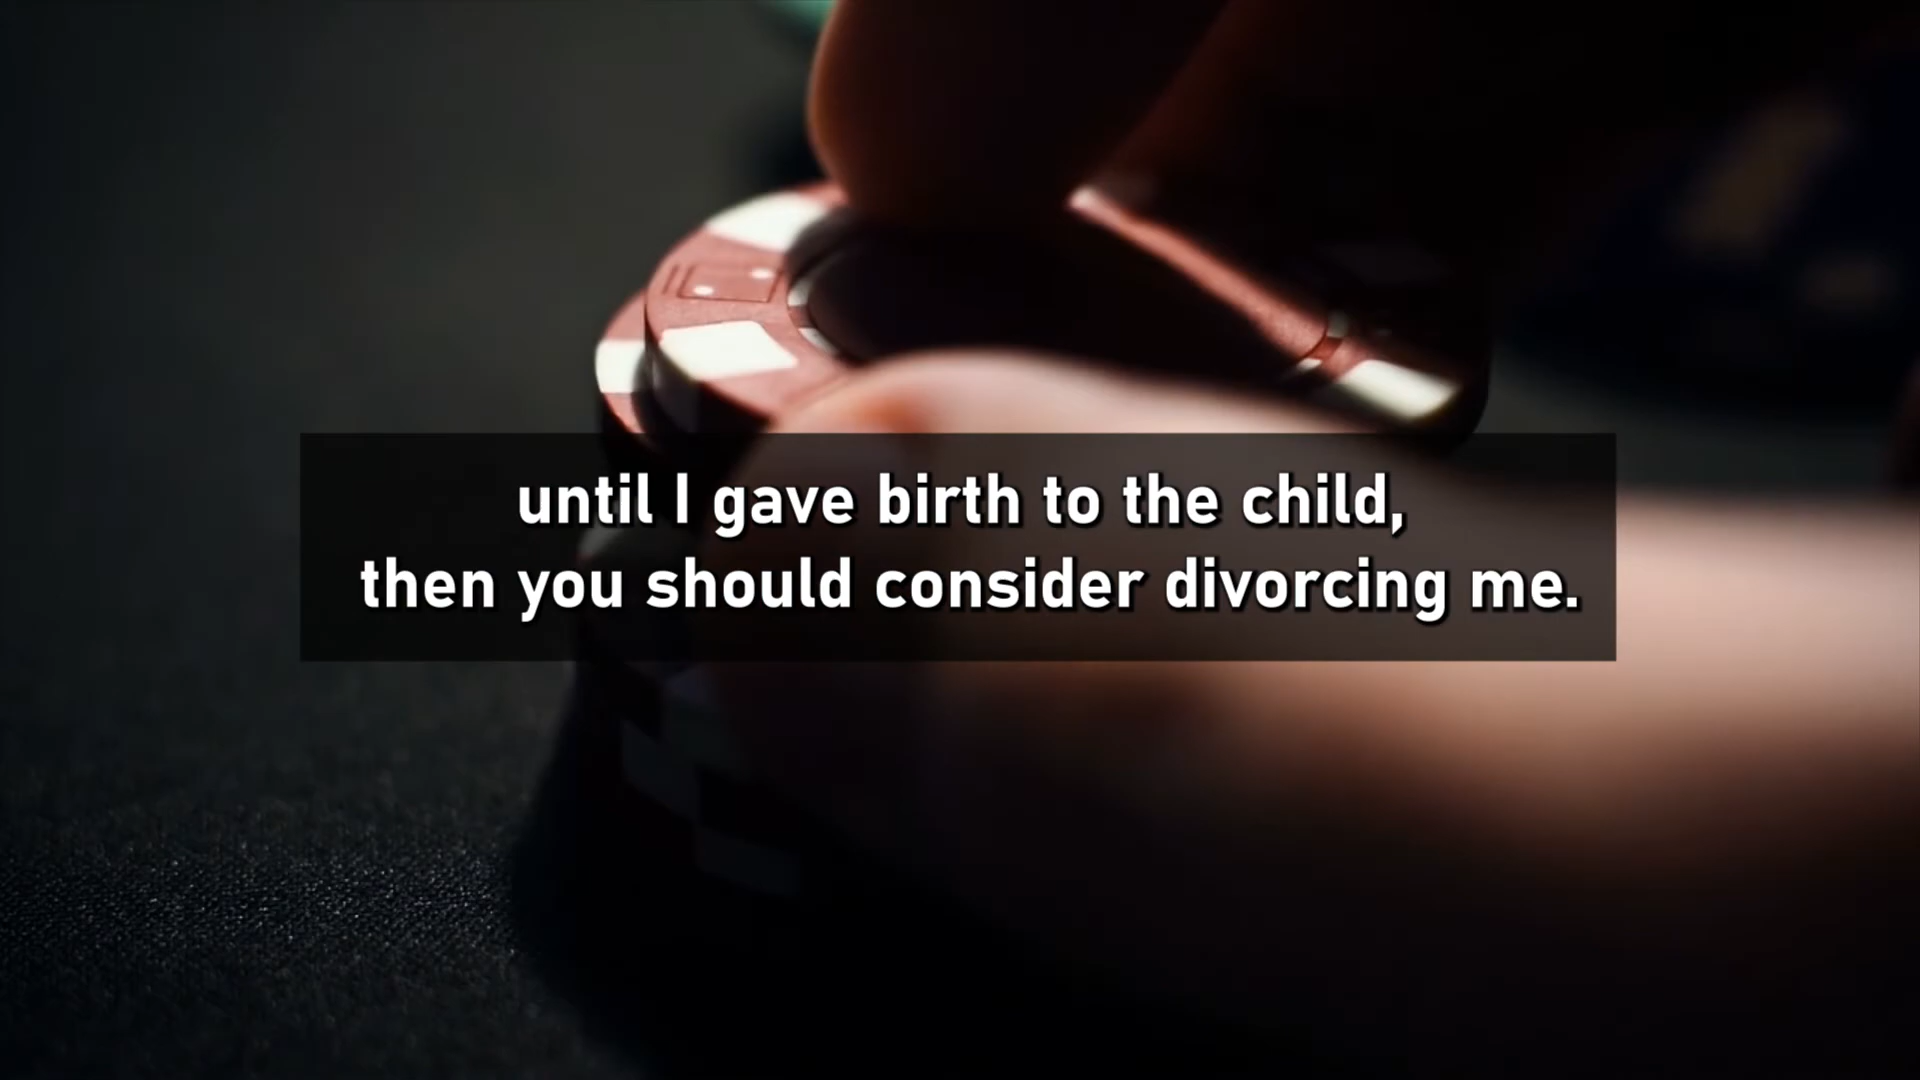 until I gave birth to the child,
then you should consider divorcing me.